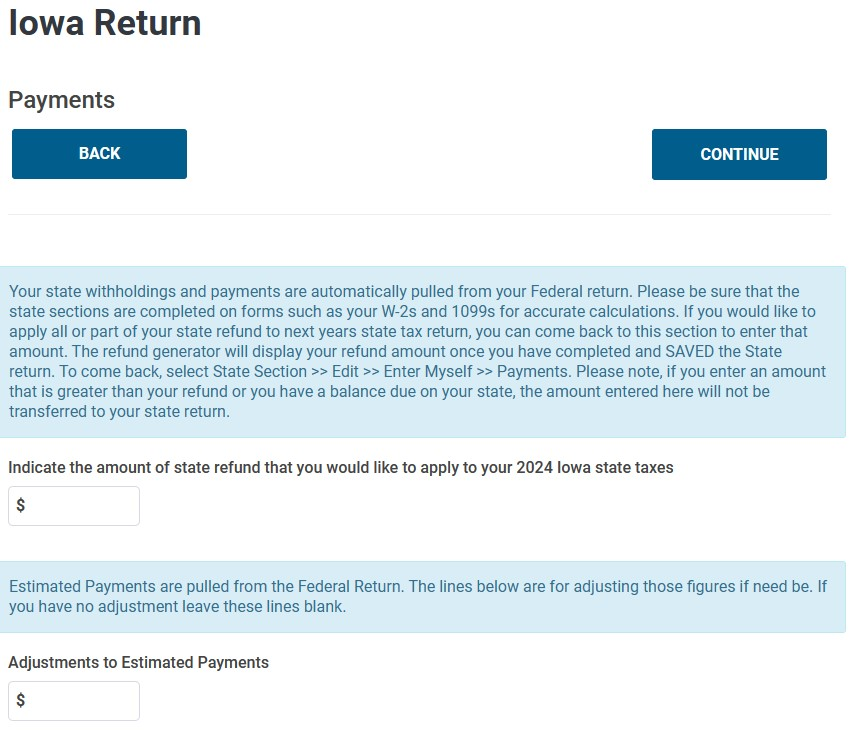 Iowa Return
Payments
BACK
CONTINUE
Your state withholdings and payments are automatically pulled from your Federal return. Please be sure that the
state sections are completed on forms such as your W-2s and 1099s for accurate calculations. If you would like to
apply all or part of your state refund to next years state tax return, you can come back to this section to enter that
amount. The refund generator will display your refund amount once you have completed and SAVED the State
return. To come back, select State Section >> Edit >> Enter Myself >> Payments. Please note, if you enter an amount
that is greater than your refund or you have a balance due on your state, the amount entered here will not be
transferred to your state return.
Indicate the amount of state refund that you would like to apply to your 2024 Iowa state taxes
$
Estimated Payments are pulled from the Federal Return. The lines below are for adjusting those figures if need be. If
you have no adjustment leave these lines blank.
Adjustments to Estimated Payments
$